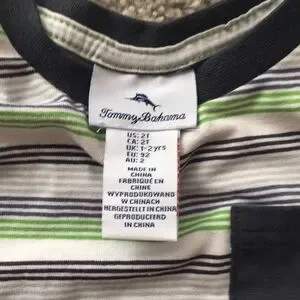 Tommy Bahama
US: 2T
CA: 2T
UK: 1-2 yrs
EU: 92
AU: 2
MADE IN
CHINA
FABRIQUÉ EN
CHINE
WYPRODUKOWANO
W CHINACH
HERGESTELLT IN CHINA
GEPRODUCEERD
IN CHINA